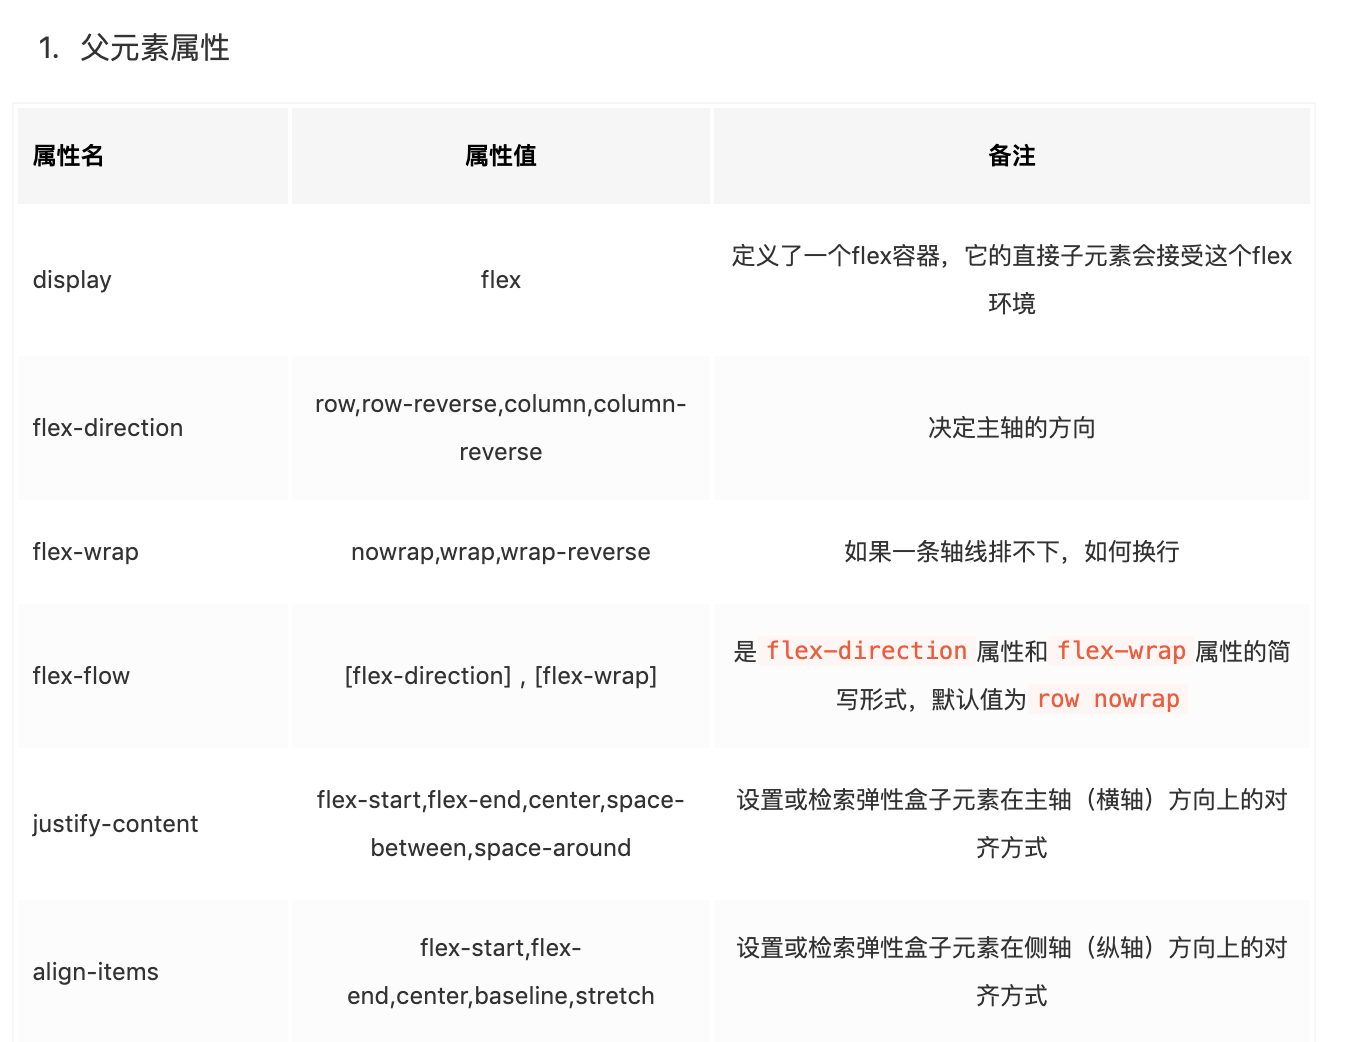 1. 父元素属性
属性名
属性值
备注
display
flex
定义了一个flex容器，它的直接子元素会接受这个flex
环境
flex-direction
row,row-reverse,column,column-
reverse
决定主轴的方向
flex-wrap
nowrap,wrap,wrap-reverse
如果一条轴线排不下，如何换行
flex-flow
[flex-direction] , [flex-wrap]
是 flex-direction 属性和 flex-wrap 属性的简
写形式，默认值为 row nowrap
justify-content
flex-start,flex-end,center,space-
between,space-around
设置或检索弹性盒子元素在主轴（横轴）方向上的对
齐方式
align-items
flex-start,flex-
end,center,baseline,stretch
设置或检索弹性盒子元素在侧轴（纵轴）方向上的对
齐方式